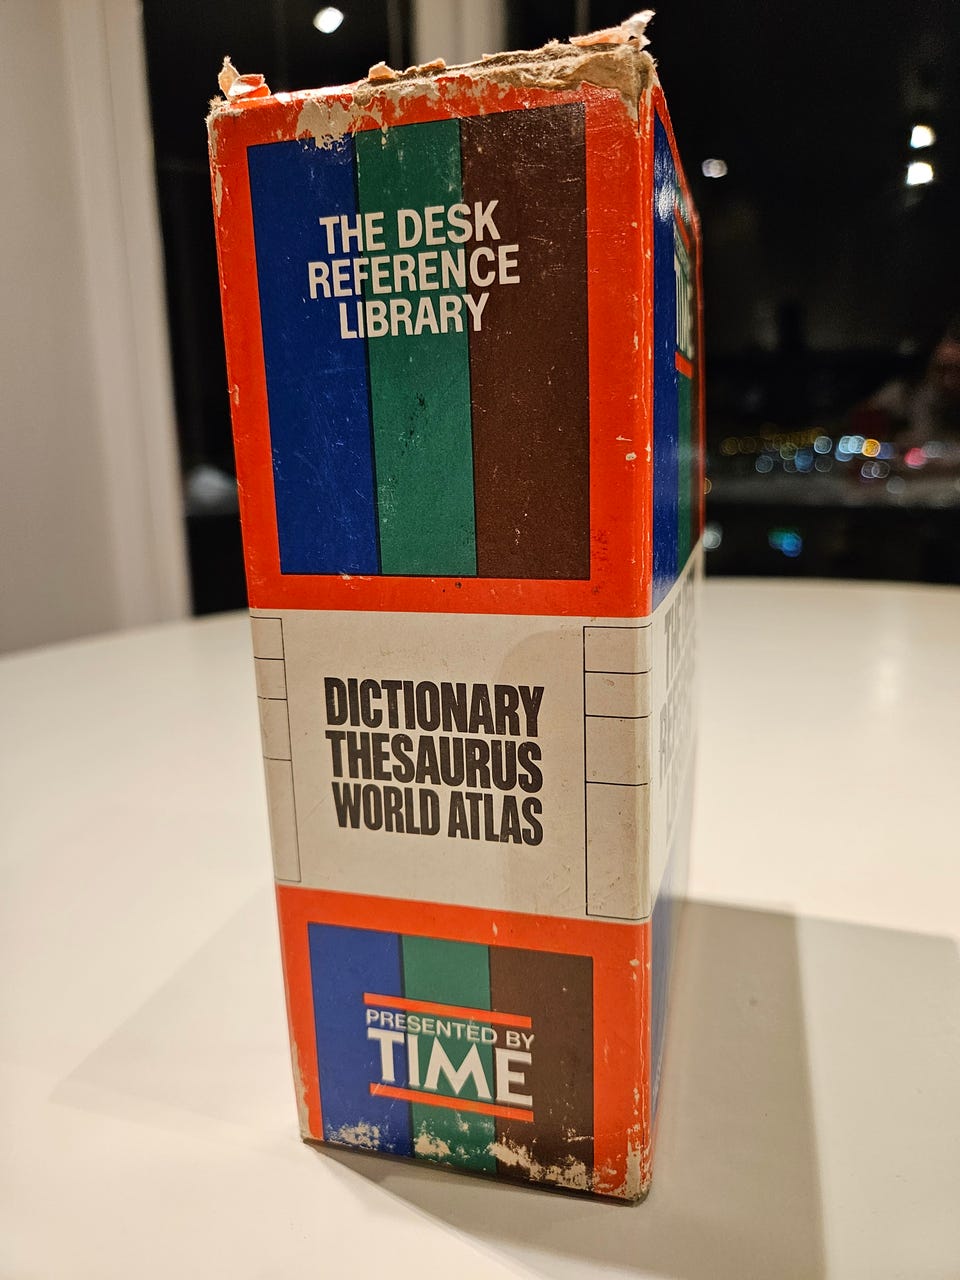 THE DESK
REFERENCE
LIBRARY
DICTIONARY
THESAURUS
WORLD ATLAS
PRESENTED BY
TIME